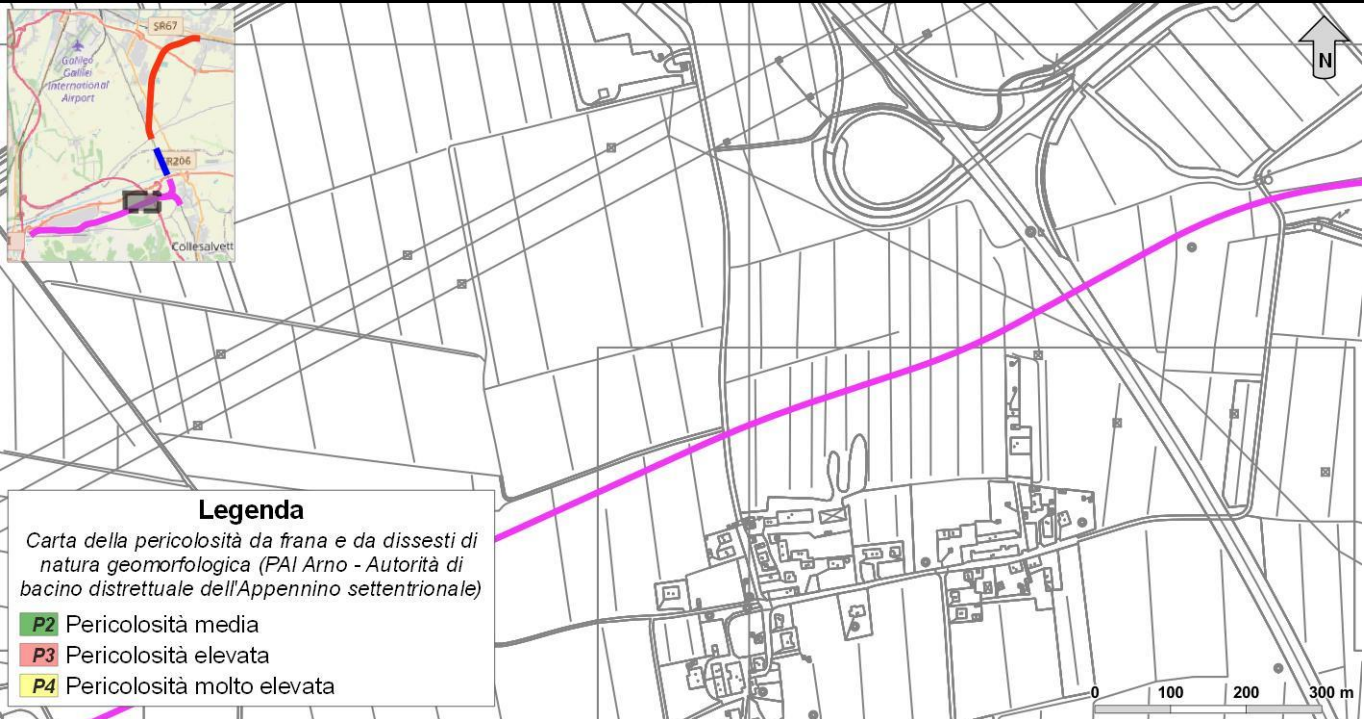 SR67
Galileo
Galilei
International
Airport
SR206
Collesalvett
N
Legenda
Carta della pericolosità da frana e da dissesti di
natura geomorfologica (PAI Arno - Autorità di
bacino distrettuale dell'Appennino settentrionale)
P2 Pericolosità media
P3 Pericolosità elevata
P4 Pericolosità molto elevata
0 100 200 300 m